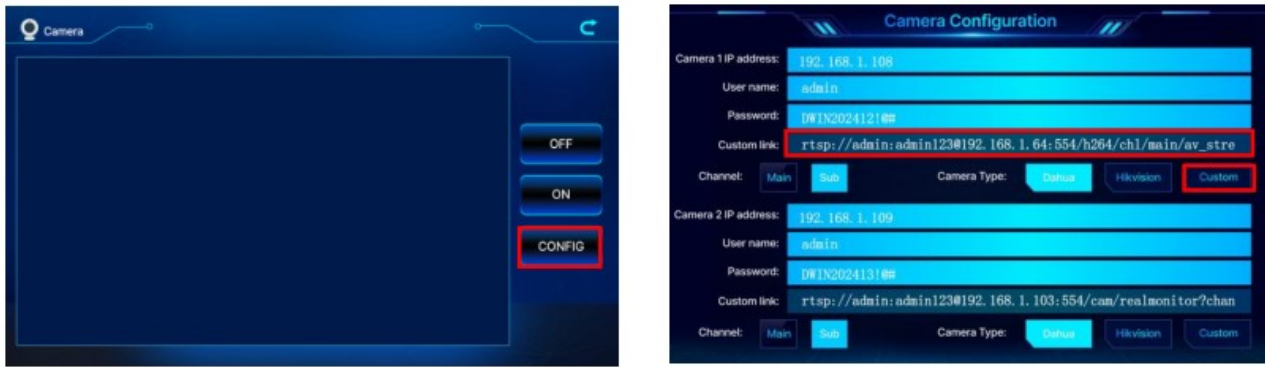 Camera
OFF
ON
CONFIG
Camera Configuration
Camera 1 IP address: 192. 168. 1. 108
User name: admin
Password: DWIN202412!@#
Custom link: rtsp://admin:admin123@192. 168. 1. 64:554/h264/ch1/main/av_stre
Channel: Main Sub Camera Type: Dahua Hikvision Custom
Camera 2 IP address: 192. 168. 1. 109
User name: admin
Password: DWIN202413!@#
Custom link: rtsp://admin:admin123@192. 168. 1. 103:554/cam/realmonitor?chan
Channel: Main Sub Camera Type: Dahua Hikvision Custom